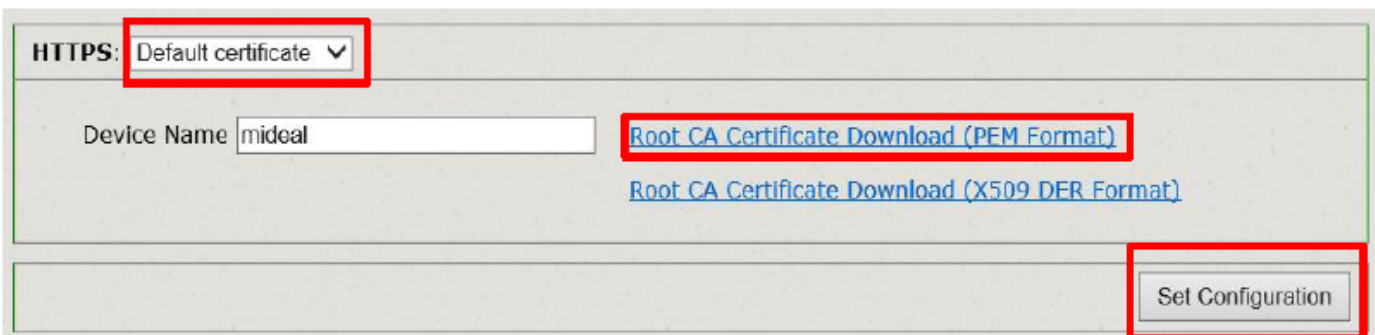 HTTPS: Default certificate
Device Name mideal Root CA Certificate Download (PEM Format)
Root CA Certificate Download (X509 DER Format)
Set Configuration